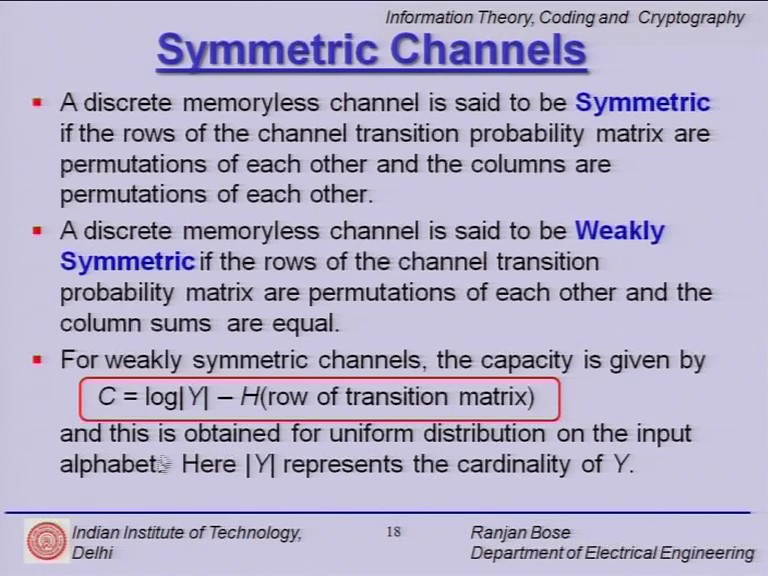 Information Theory, Coding and Cryptography
Symmetric Channels
▪ A discrete memoryless channel is said to be Symmetric
if the rows of the channel transition probability matrix are
permutations of each other and the columns are
permutations of each other.
▪ A discrete memoryless channel is said to be Weakly
Symmetric if the rows of the channel transition
probability matrix are permutations of each other and the
column sums are equal.
▪ For weakly symmetric channels, the capacity is given by
C = log|Y| – H(row of transition matrix)
and this is obtained for uniform distribution on the input
alphabet. Here |Y| represents the cardinality of Y.
Indian Institute of Technology,
Delhi
18
Ranjan Bose
Department of Electrical Engineering